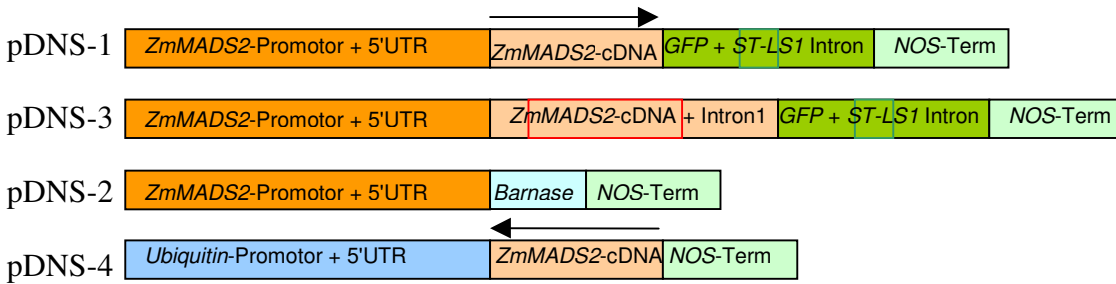 pDNS-1 ZmMADS2-Promotor + 5'UTR ZmMADS2-cDNA GFP + ST-LS1 Intron NOS-Term
pDNS-3 ZmMADS2-Promotor + 5'UTR ZmMADS2-cDNA + Intron1 GFP + ST-LS1 Intron NOS-Term
pDNS-2 ZmMADS2-Promotor + 5'UTR Barnase NOS-Term
pDNS-4 Ubiquitin-Promotor + 5'UTR ZmMADS2-cDNA NOS-Term